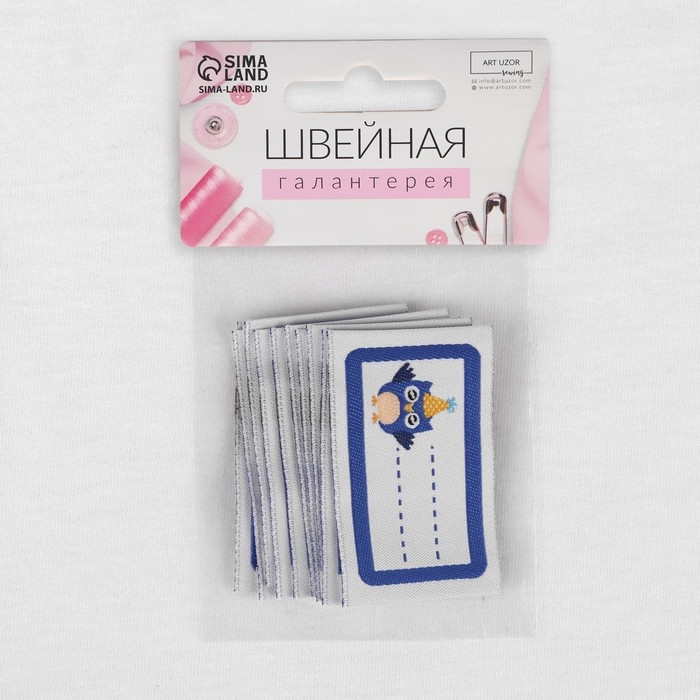 SIMA
LAND
SIMA-LAND.RU
ART UZOR
sewing
info@artuzor.com
www.artuzor.com
ШВЕЙНАЯ
галантерея